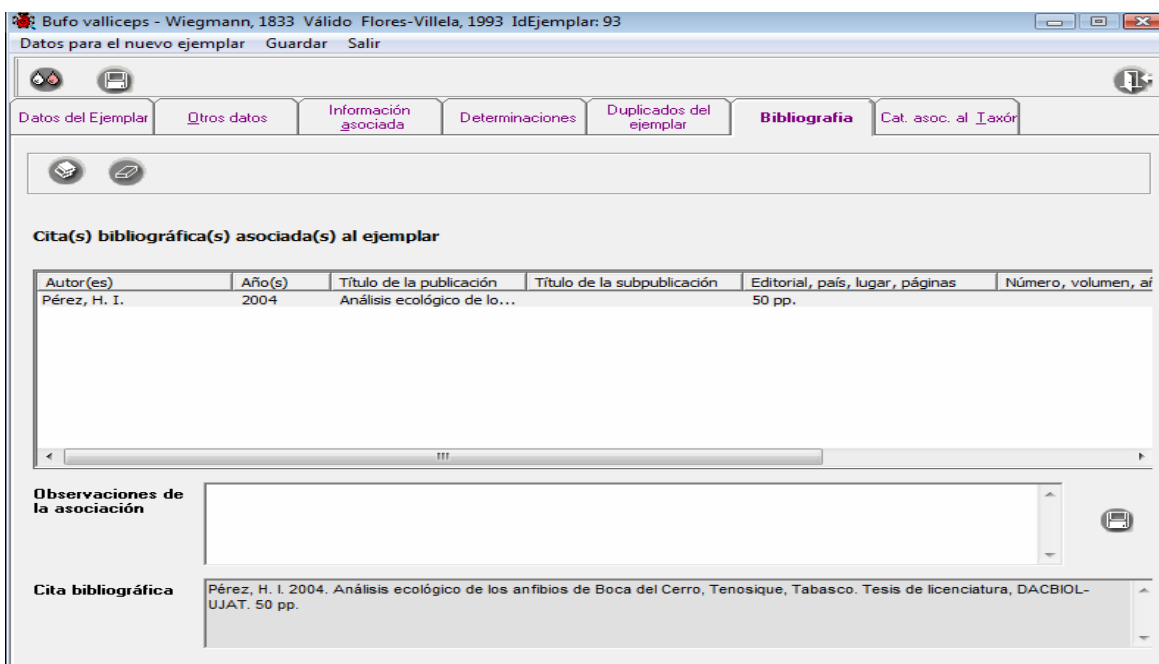 Bufo valliceps - Wiegmann, 1833 Válido Flores-Villela, 1993 IdEjemplar: 93
Datos para el nuevo ejemplar Guardar Salir
Datos del Ejemplar Otros datos Información asociada Determinaciones Duplicados del ejemplar Bibliografia Cat. asoc. al Taxón
Cita(s) bibliográfica(s) asociada(s) al ejemplar
Autor(es) Año(s) Título de la publicación Título de la subpublicación Editorial, país, lugar, páginas Número, volumen, añ
Pérez, H. I. 2004 Análisis ecológico de lo... 50 pp.
Observaciones de
la asociación
Cita bibliográfica
Pérez, H. I. 2004. Análisis ecológico de los anfibios de Boca del Cerro, Tenosique, Tabasco. Tesis de licenciatura, DACBIOL-
UJAT. 50 pp.